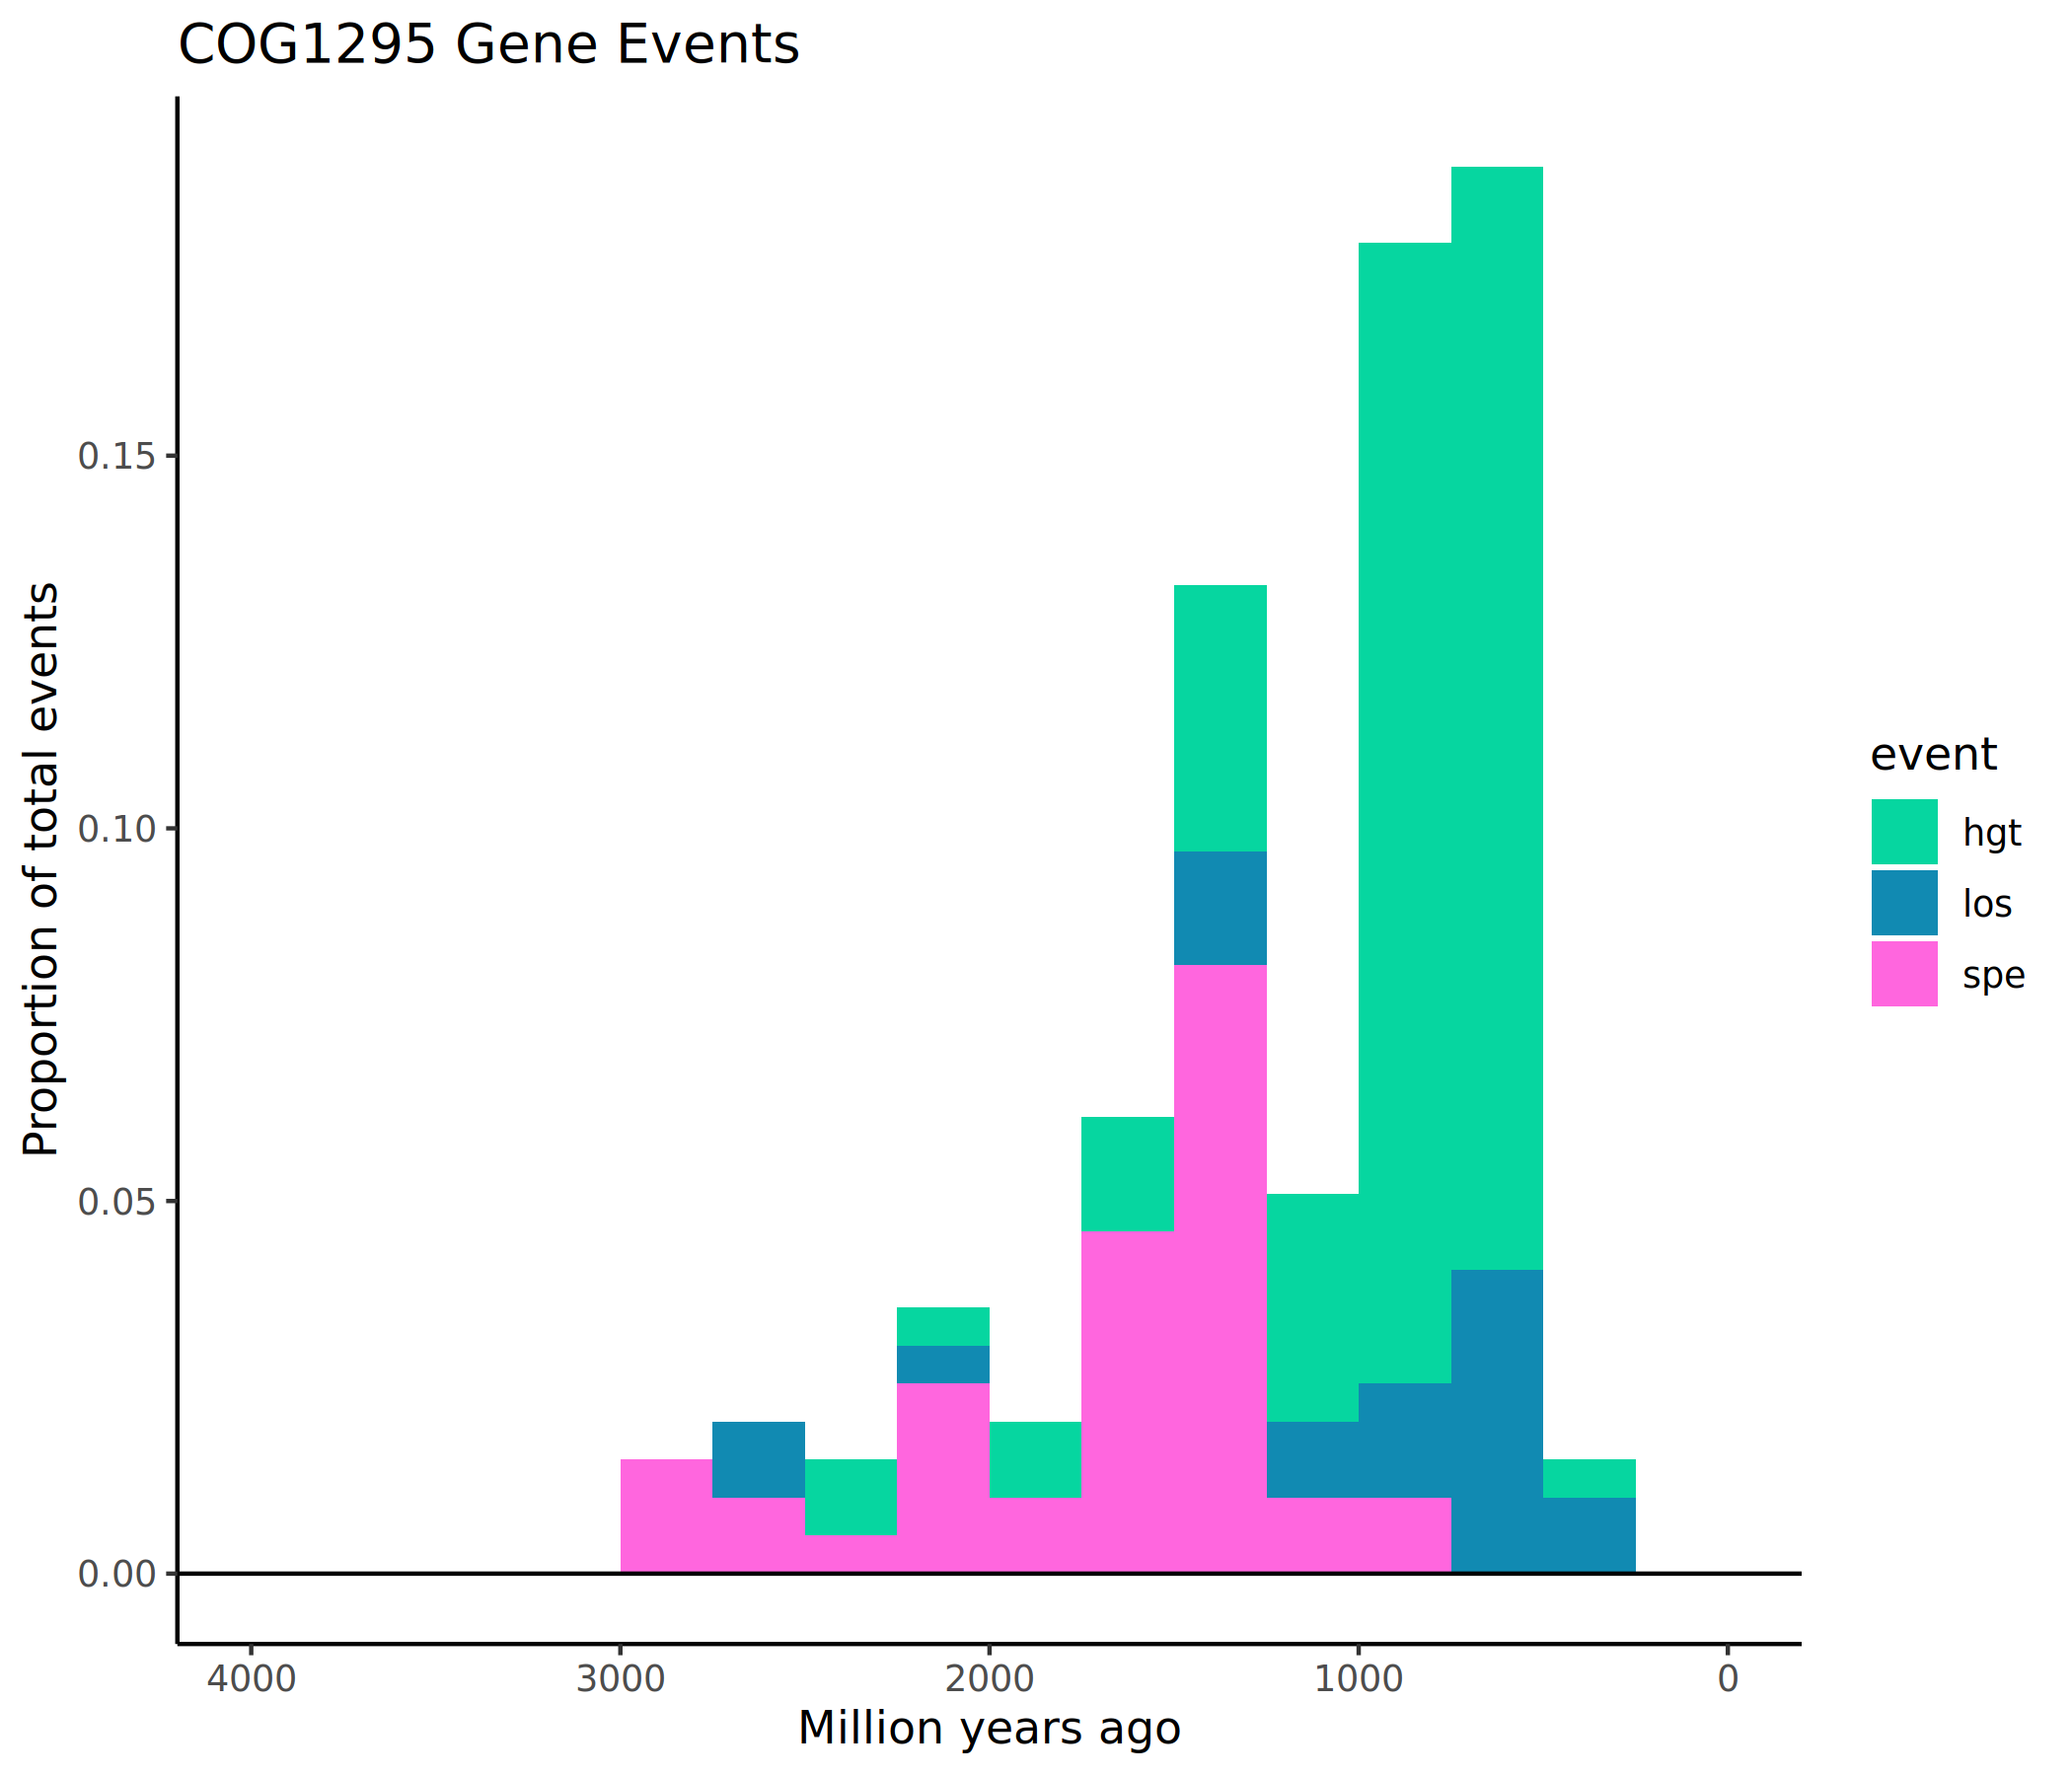 COG1295 Gene Events
Proportion of total events
0.15
0.10
0.05
0.00
4000 3000 2000 1000 0
Million years ago
event
hgt
los
spe